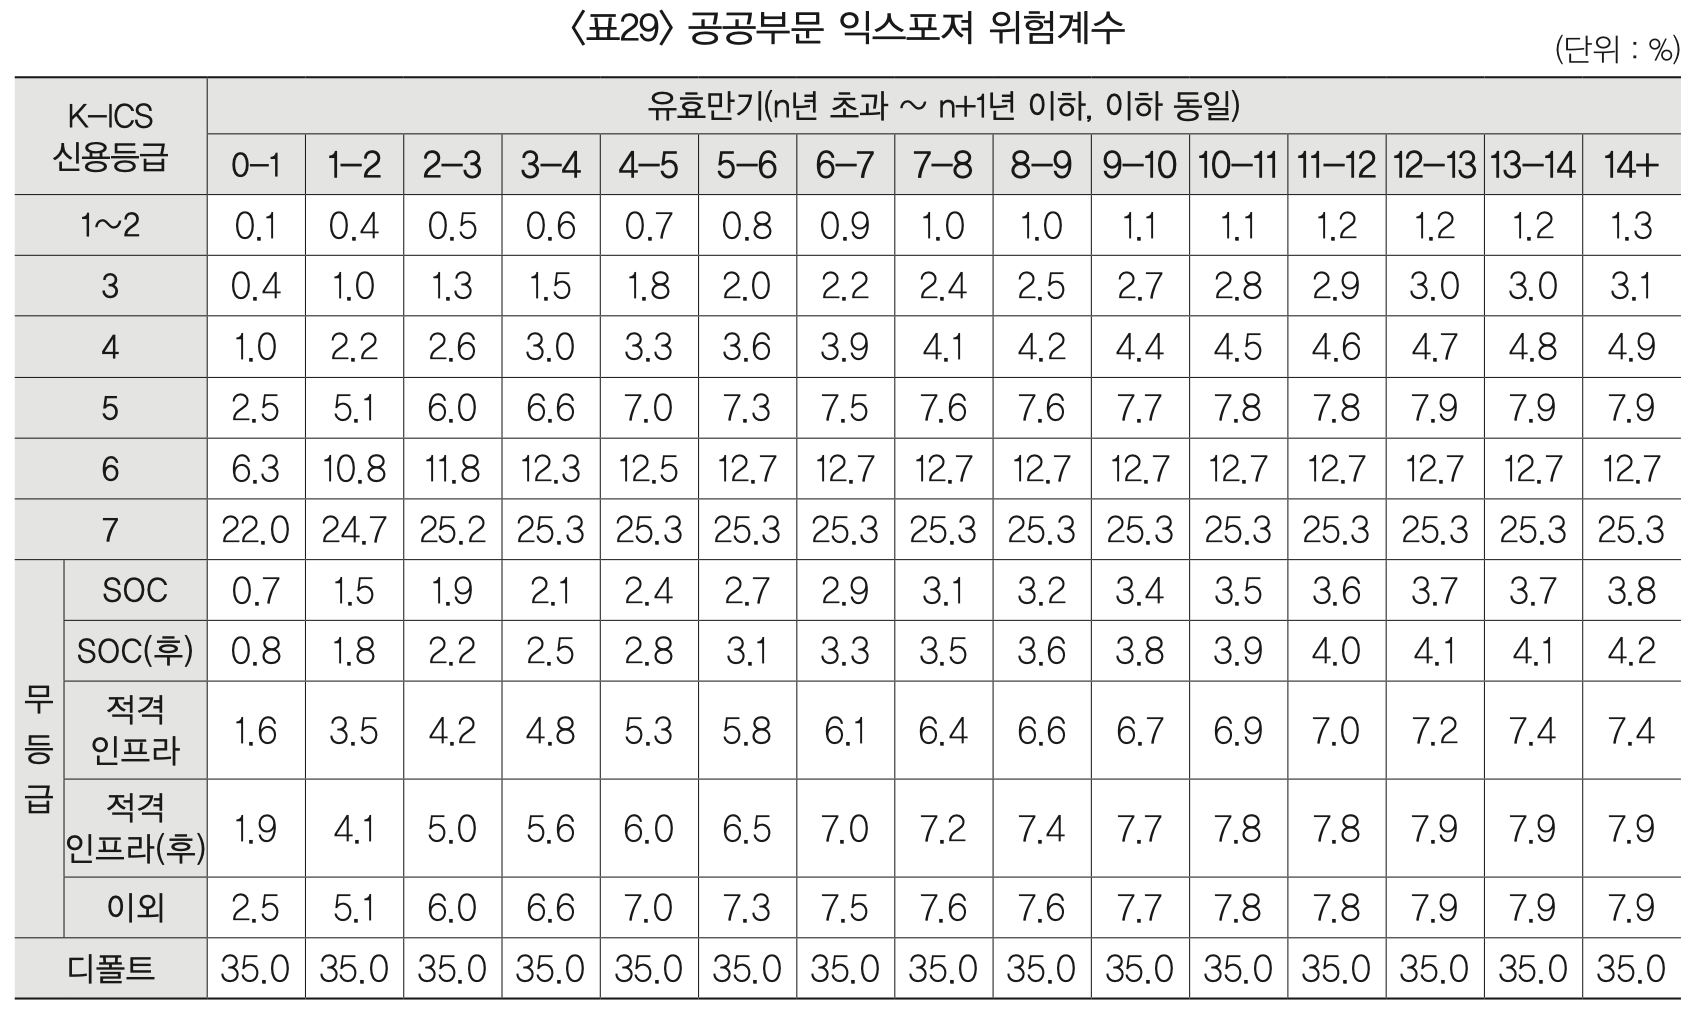 〈표29〉 공공부문 익스포져 위험계수
(단위 : %)
K-ICS
신용등급
유효만기(n년 초과 ~ n+1년 이하, 이하 동일)
0-1 1-2 2-3 3-4 4-5 5-6 6-7 7-8 8-9 9-10 10-11 11-12 12-13 13-14 14+
1~2 0.1 0.4 0.5 0.6 0.7 0.8 0.9 1.0 1.0 1.1 1.1 1.2 1.2 1.2 1.3
3 0.4 1.0 1.3 1.5 1.8 2.0 2.2 2.4 2.5 2.7 2.8 2.9 3.0 3.0 3.1
4 1.0 2.2 2.6 3.0 3.3 3.6 3.9 4.1 4.2 4.4 4.5 4.6 4.7 4.8 4.9
5 2.5 5.1 6.0 6.6 7.0 7.3 7.5 7.6 7.6 7.7 7.8 7.8 7.9 7.9 7.9
6 6.3 10.8 11.8 12.3 12.5 12.7 12.7 12.7 12.7 12.7 12.7 12.7 12.7 12.7 12.7
7 22.0 24.7 25.2 25.3 25.3 25.3 25.3 25.3 25.3 25.3 25.3 25.3 25.3 25.3 25.3
무
등
급
SOC 0.7 1.5 1.9 2.1 2.4 2.7 2.9 3.1 3.2 3.4 3.5 3.6 3.7 3.7 3.8
SOC(후) 0.8 1.8 2.2 2.5 2.8 3.1 3.3 3.5 3.6 3.8 3.9 4.0 4.1 4.1 4.2
적격
인프라 1.6 3.5 4.2 4.8 5.3 5.8 6.1 6.4 6.6 6.7 6.9 7.0 7.2 7.4 7.4
적격
인프라(후) 1.9 4.1 5.0 5.6 6.0 6.5 7.0 7.2 7.4 7.7 7.8 7.8 7.9 7.9 7.9
이외 2.5 5.1 6.0 6.6 7.0 7.3 7.5 7.6 7.6 7.7 7.8 7.8 7.9 7.9 7.9
디폴트 35.0 35.0 35.0 35.0 35.0 35.0 35.0 35.0 35.0 35.0 35.0 35.0 35.0 35.0 35.0